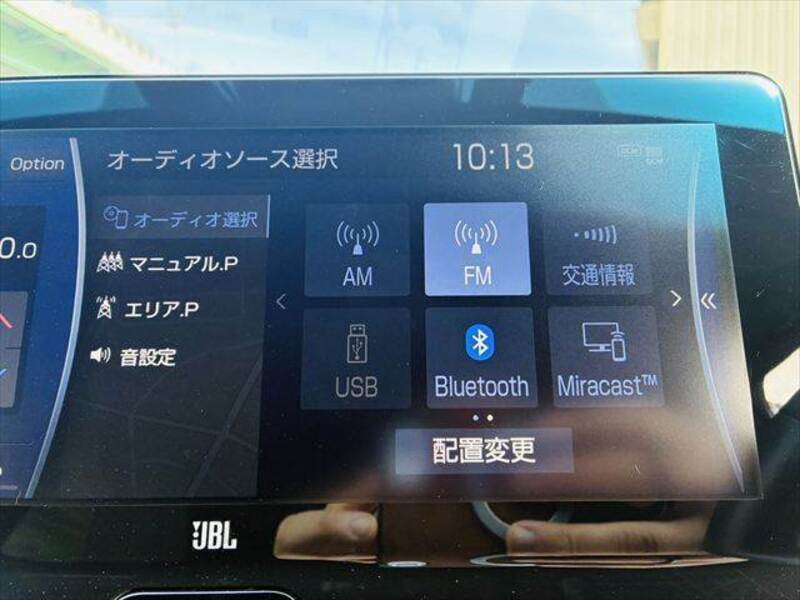 Option
オーディオソース選択
10:13
オーディオ選択
マニュアル.P
エリア.P
音設定
0.0
AM
FM
交通情報
USB
Bluetooth
Miracast™
配置変更
JBL